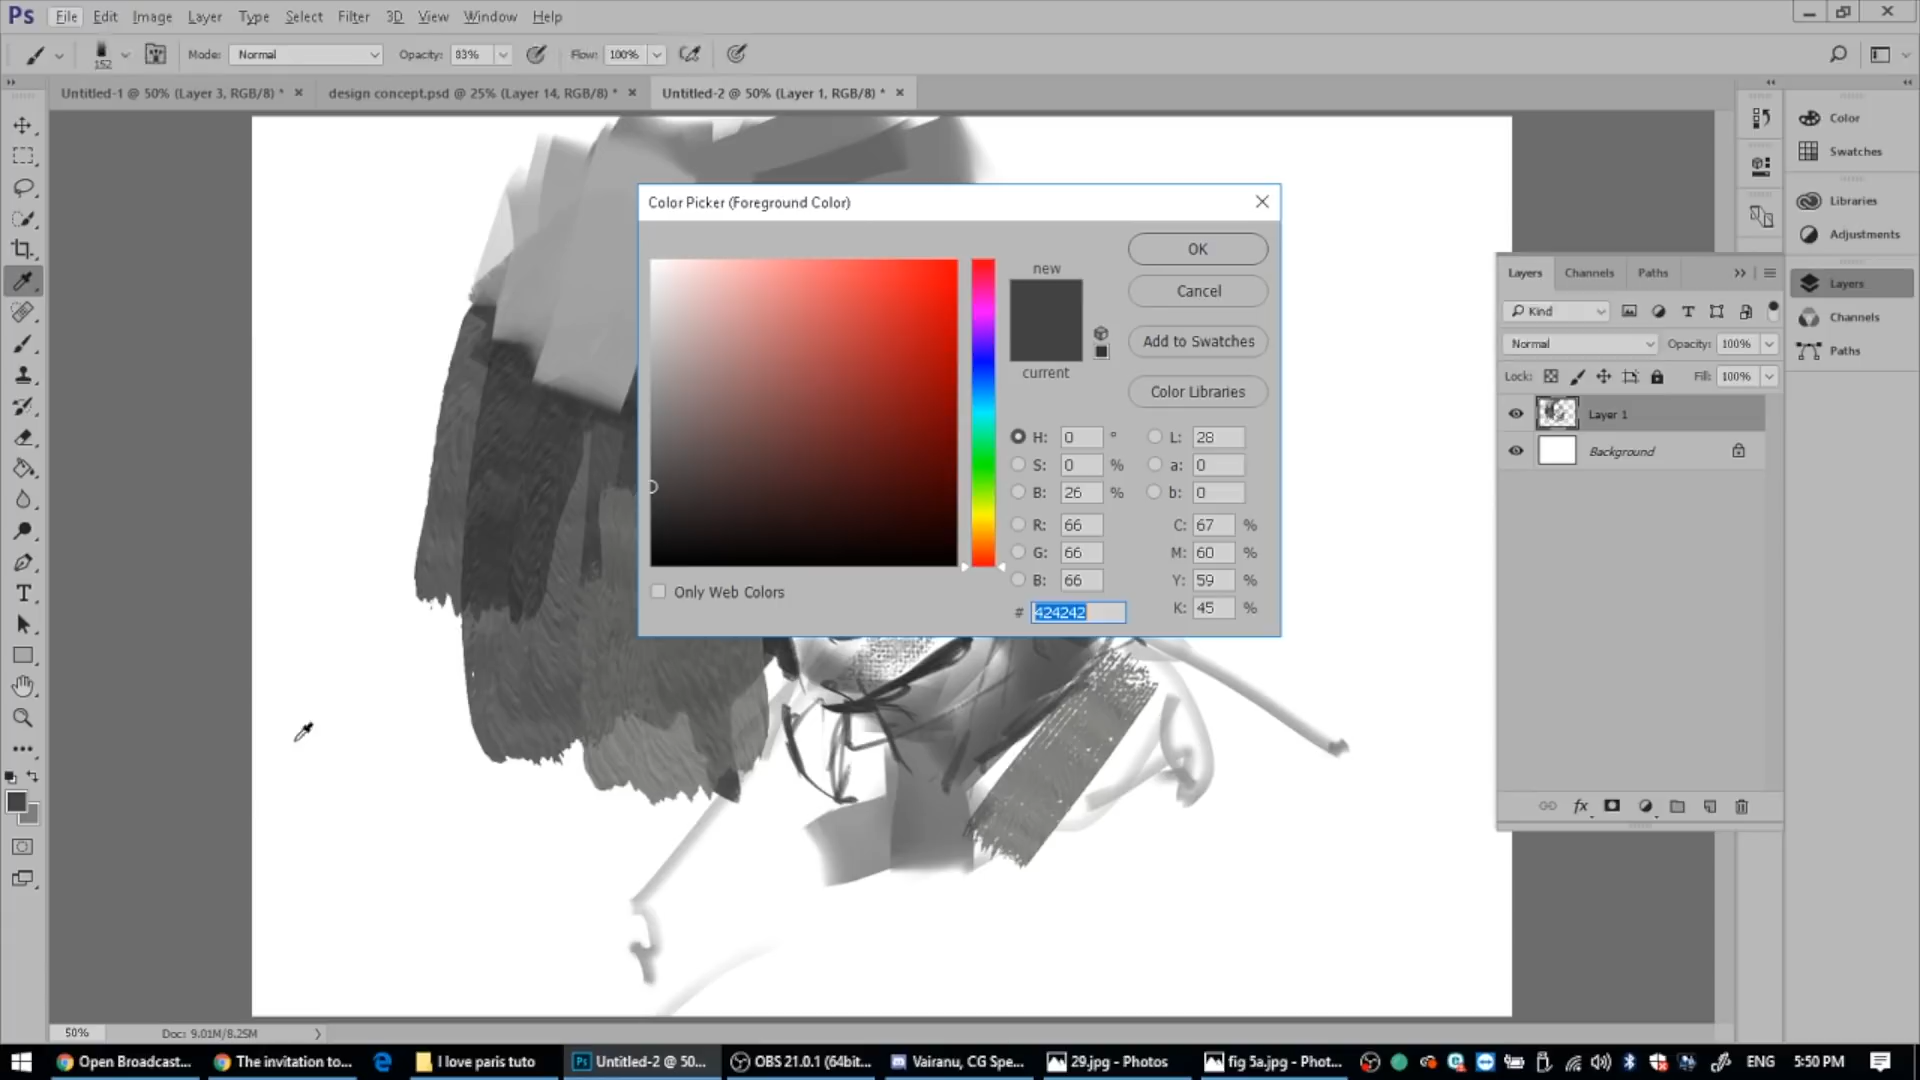 Ps File Edit Image Layer Type Select Filter 3D View Window Help
152 Mode: Normal Opacity: 83% Flow: 100%
Untitled-1 @ 50% (Layer 3, RGB/8) * design concept.psd @ 25% (Layer 14, RGB/8) * Untitled-2 @ 50% (Layer 1, RGB/8) *
Color
Swatches
Libraries
Adjustments
Layers
Channels
Paths
Color Picker (Foreground Color)
new
current
OK
Cancel
Add to Swatches
Color Libraries
H: 0 ° L: 28
S: 0 % a: 0
B: 26 % b: 0
R: 66 C: 67 %
G: 66 M: 60 %
B: 66 Y: 59 %
# 424242 K: 45 %
Only Web Colors
Layers Channels Paths
Kind
Normal Opacity: 100%
Lock: Fill: 100%
Layer 1
Background
fx
50% Doc: 9.01M/8.25M
Open Broadcast... The invitation to... I love paris tuto Ps Untitled-2 @ 50... OBS 21.0.1 (64bit... Vairanu, CG Spe... 29.jpg - Photos fig 5a.jpg - Phot... ENG 5:50 PM